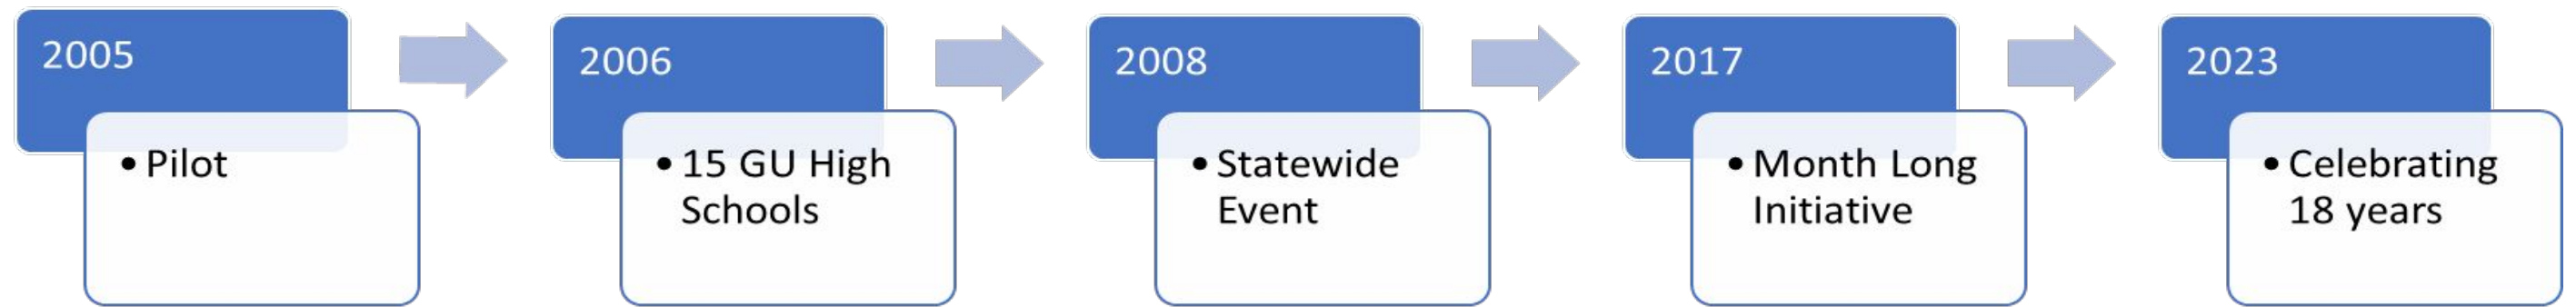 2005
• Pilot
2006
• 15 GU High
Schools
2008
• Statewide
Event
2017
• Month Long
Initiative
2023
• Celebrating
18 years